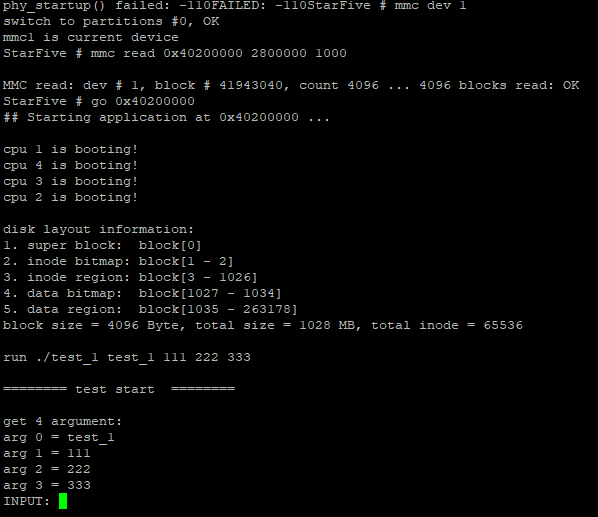 phy_startup() failed: -110FAILED: -110StarFive # mmc dev 1
switch to partitions #0, OK
mmc1 is current device
StarFive # mmc read 0x40200000 2800000 1000
MMC read: dev # 1, block # 41943040, count 4096 ... 4096 blocks read: OK
StarFive # go 0x40200000
## Starting application at 0x40200000 ...
cpu 1 is booting!
cpu 4 is booting!
cpu 3 is booting!
cpu 2 is booting!
disk layout information:
1. super block:  block[0]
2. inode bitmap: block[1 - 2]
3. inode region: block[3 - 1026]
4. data bitmap:  block[1027 - 1034]
5. data region:  block[1035 - 263178]
block size = 4096 Byte, total size = 1028 MB, total inode = 65536
run ./test_1 test_1 111 222 333
======== test start  ========
get 4 argument:
arg 0 = test_1
arg 1 = 111
arg 2 = 222
arg 3 = 333
INPUT: